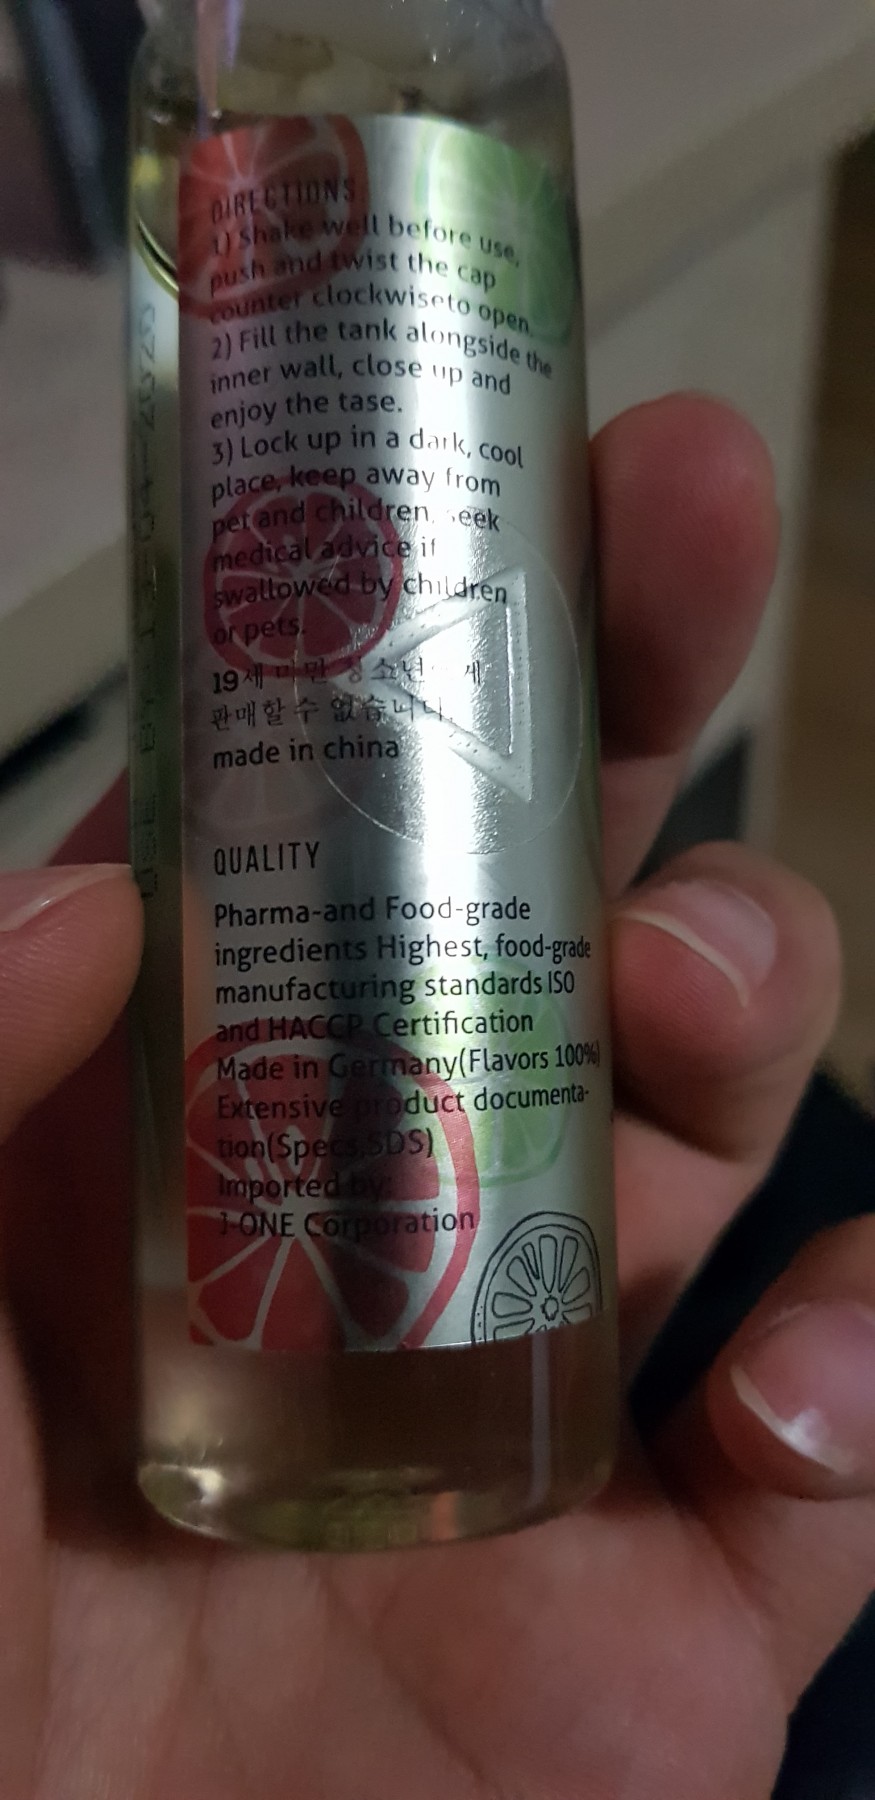 DIRECTIONS
1) Shake well before use,
push and twist the cap
counter clockwiseto open.
2) Fill the tank alongside the
inner wall, close up and
enjoy the tase.
3) Lock up in a dark, cool
place, keep away from
pet and children, seek
medical advice if
swallowed by children
or pets.
19세 미만 청소년
판매할 수 없습니다.
made in china
QUALITY
Pharma-and Food-grade
ingredients Highest, food-grade
manufacturing standards ISO
and HACCP Certification
Made in Germany(Flavors 100%)
Extensive product documenta-
tion(Specs,SDS)
Imported by:
J-ONE Corporation
USE BY